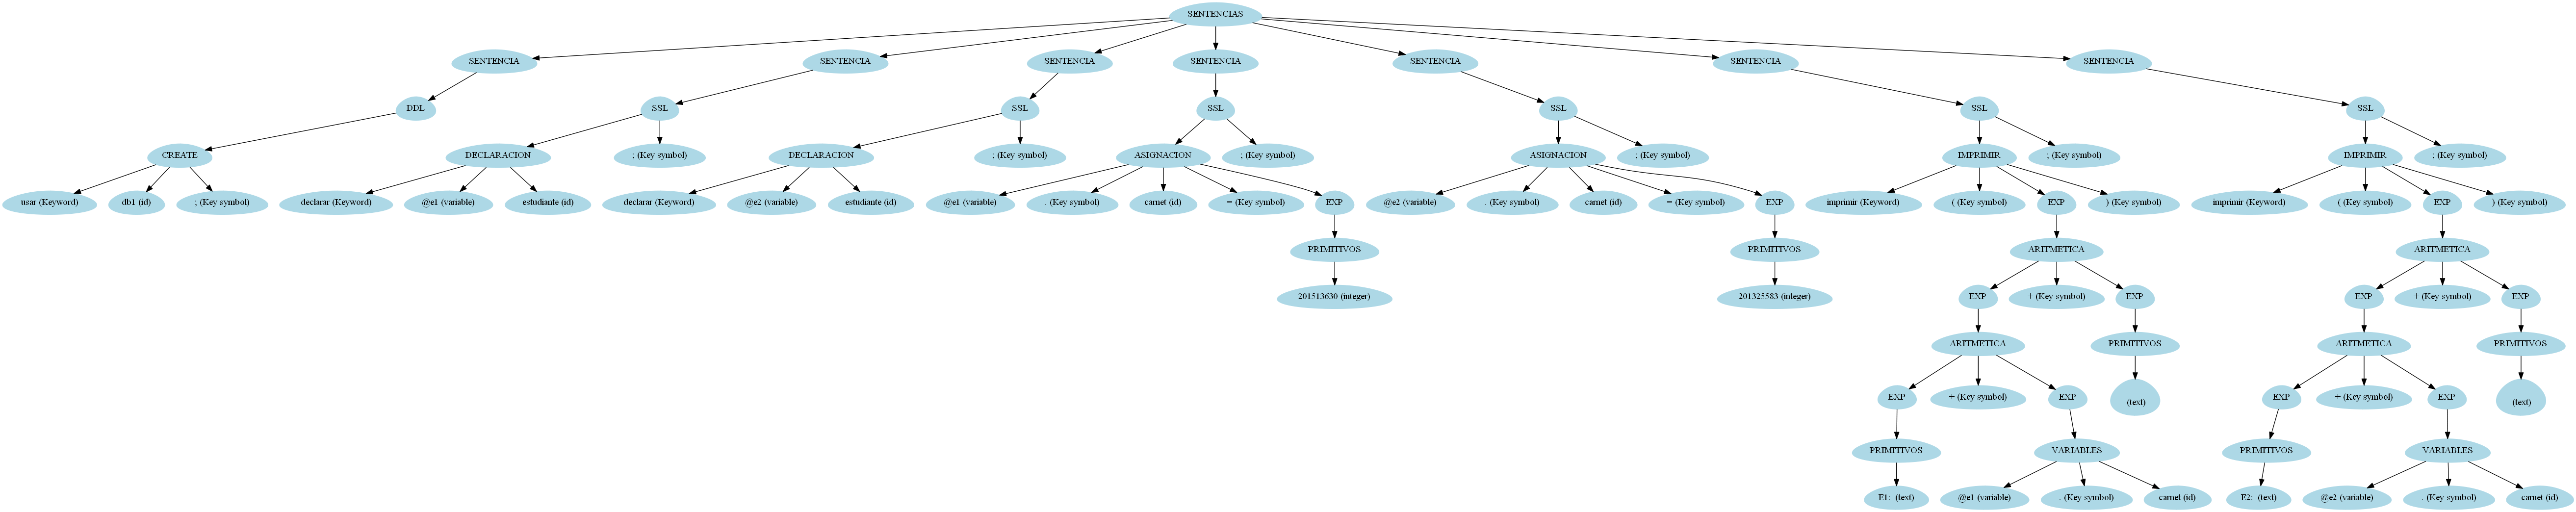 SENTENCIAS
SENTENCIA SENTENCIA SENTENCIA SENTENCIA SENTENCIA SENTENCIA SENTENCIA
DDL SSL SSL SSL SSL SSL SSL
CREATE DECLARACION ; (Key symbol) DECLARACION ; (Key symbol) ASIGNACION ; (Key symbol) ASIGNACION ; (Key symbol) IMPRIMIR ; (Key symbol) IMPRIMIR ; (Key symbol)
usar (Keyword) db1 (id) ; (Key symbol) declarar (Keyword) @e1 (variable) estudiante (id) declarar (Keyword) @e2 (variable) estudiante (id) @e1 (variable) . (Key symbol) carnet (id) = (Key symbol) EXP @e2 (variable) . (Key symbol) carnet (id) = (Key symbol) EXP imprimir (Keyword) ( (Key symbol) EXP ) (Key symbol) imprimir (Keyword) ( (Key symbol) EXP ) (Key symbol)
PRIMITIVOS PRIMITIVOS ARITMETICA ARITMETICA
201513630 (integer) 201325583 (integer) EXP + (Key symbol) EXP EXP + (Key symbol) EXP
ARITMETICA PRIMITIVOS ARITMETICA PRIMITIVOS
EXP + (Key symbol) EXP (text) EXP + (Key symbol) EXP (text)
PRIMITIVOS VARIABLES PRIMITIVOS VARIABLES
E1: (text) @e1 (variable) . (Key symbol) carnet (id) E2: (text) @e2 (variable) . (Key symbol) carnet (id)